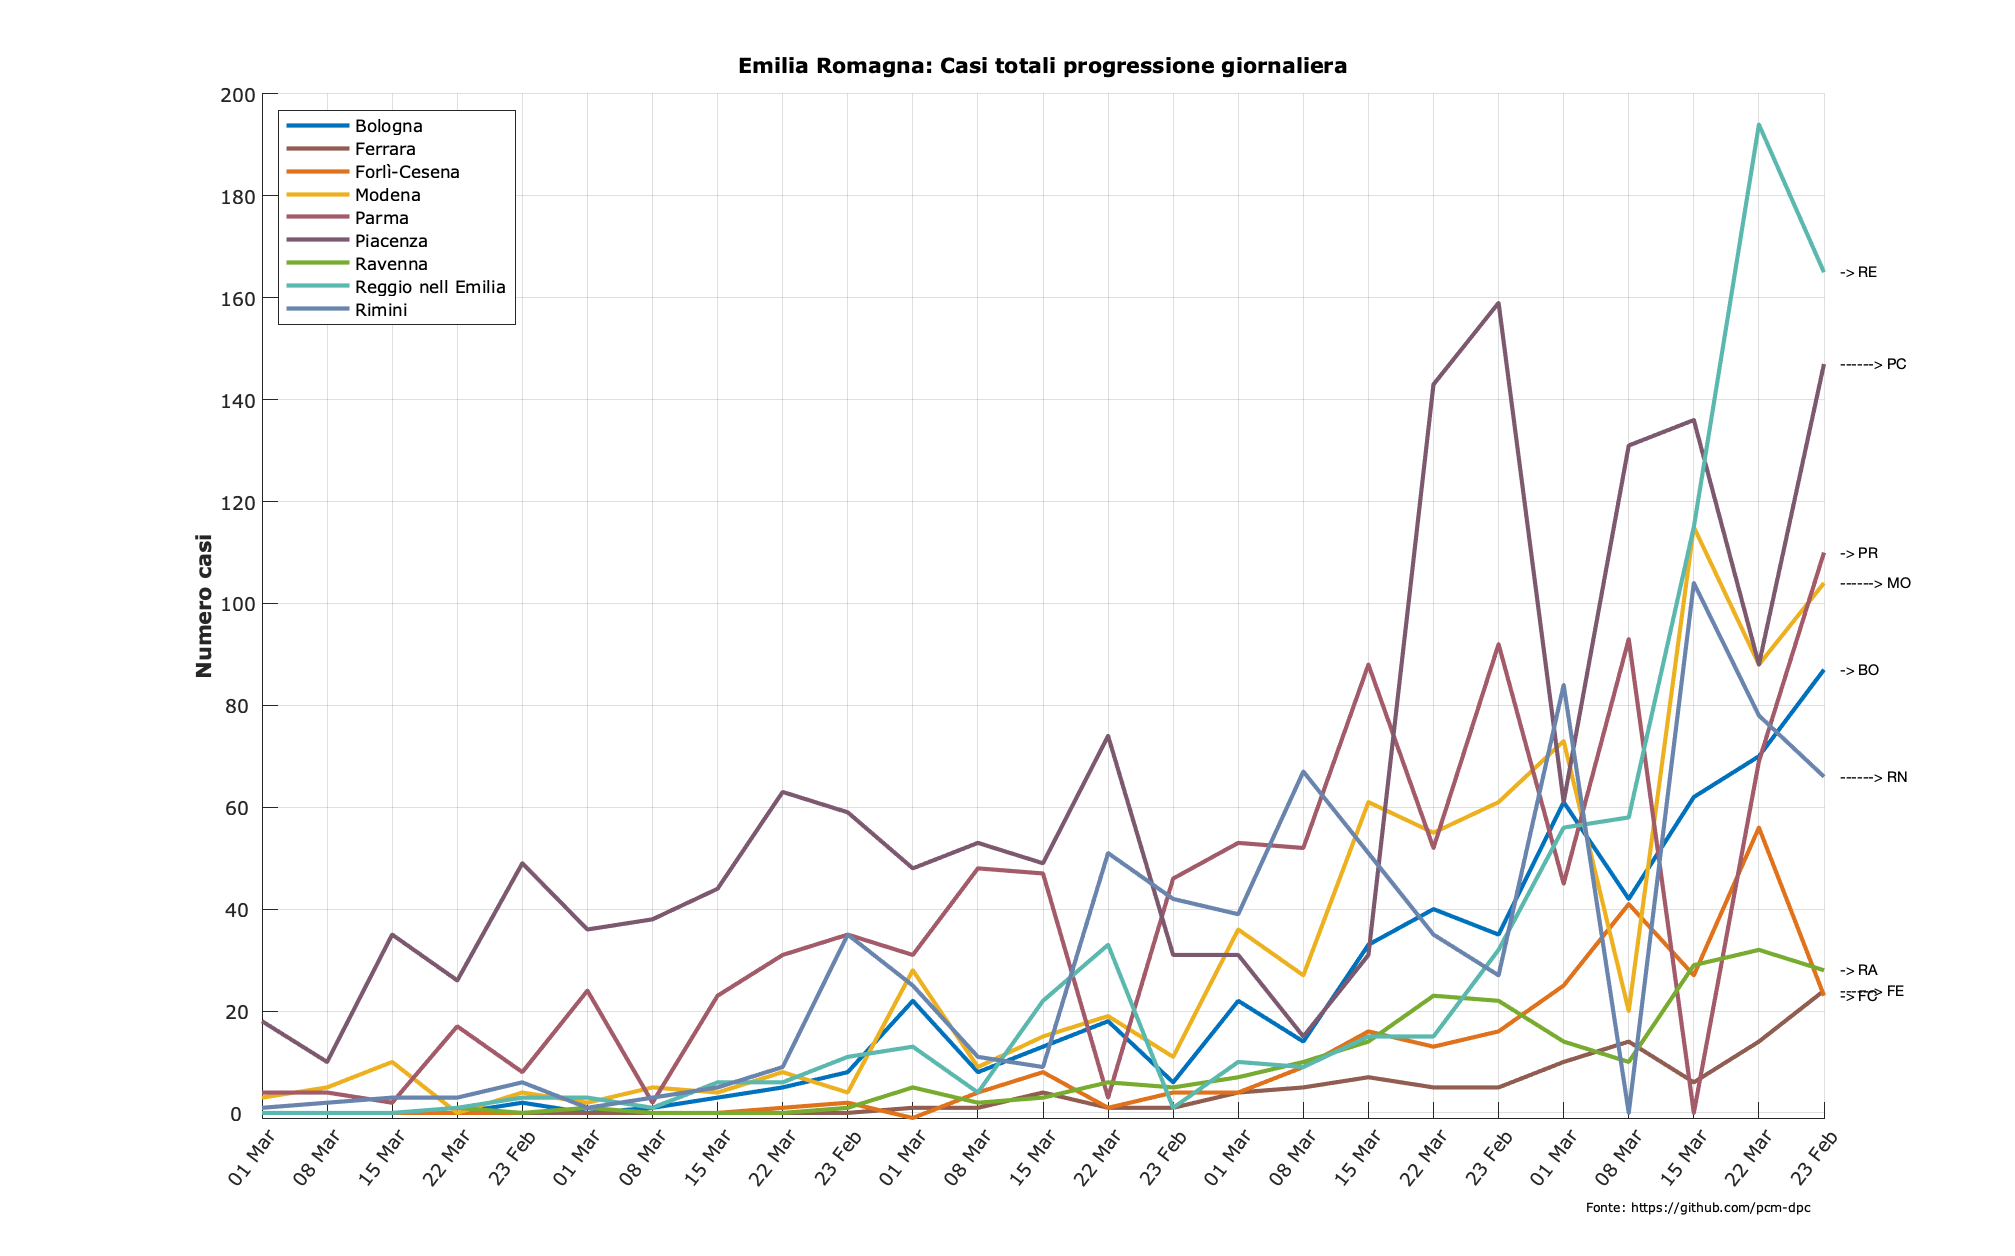 Emilia Romagna: Casi totali progressione giornaliera
200
180
160
140
120
100
80
60
40
20
0
Numero casi
Bologna
Ferrara
Forlì-Cesena
Modena
Parma
Piacenza
Ravenna
Reggio nell Emilia
Rimini
-> RE
------> PC
-> PR
------> MO
-> BO
------> RN
-> RA
------> FE
-> FC
01 Mar
08 Mar
15 Mar
22 Mar
23 Feb
01 Mar
08 Mar
15 Mar
22 Mar
23 Feb
01 Mar
08 Mar
15 Mar
22 Mar
23 Feb
01 Mar
08 Mar
15 Mar
22 Mar
23 Feb
01 Mar
08 Mar
15 Mar
22 Mar
23 Feb
Fonte: https://github.com/pcm-dpc